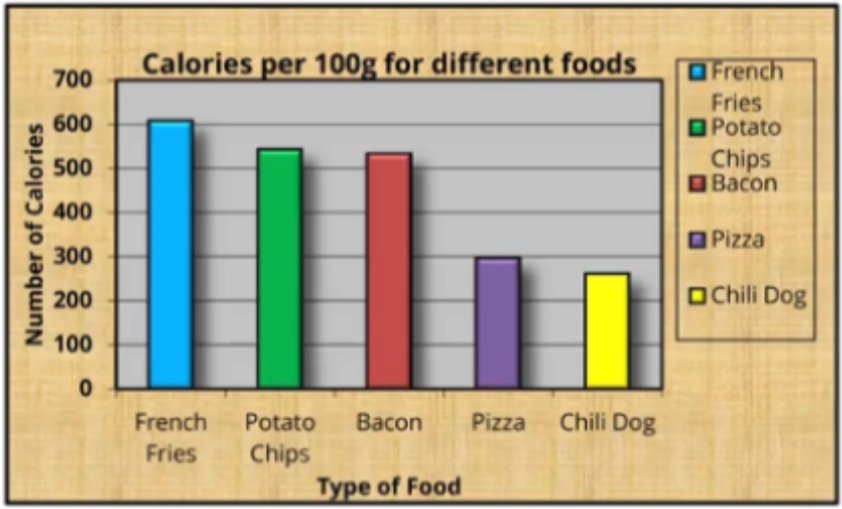 Calories per 100g for different foods
Number of Calories
700
600
500
400
300
200
100
0
French
Fries
Potato
Chips
Bacon
Pizza
Chili Dog
Type of Food
French
Fries
Potato
Chips
Bacon
Pizza
Chili Dog